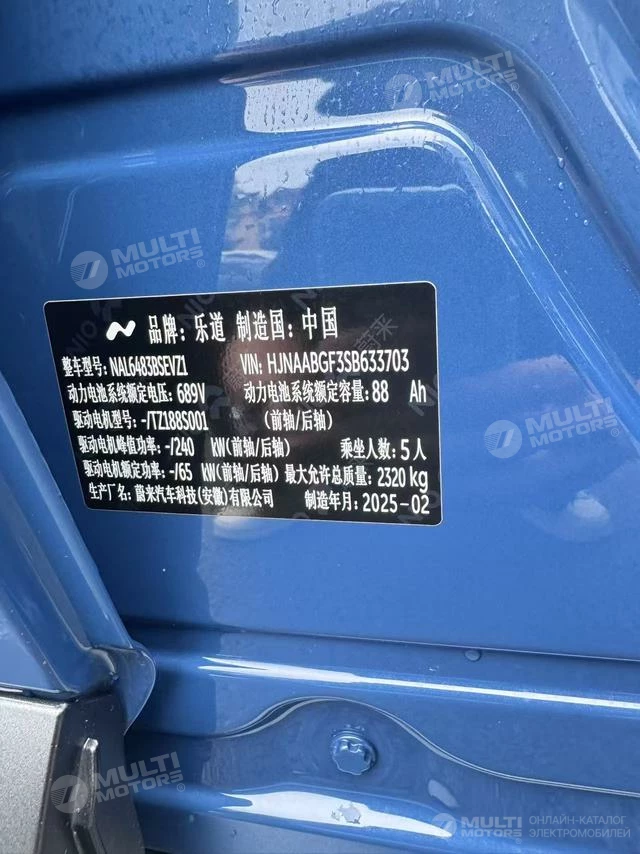 MULTI
MOTORS
MULTI
MOTORS
品牌: 乐道 制造国: 中国
整车型号: NAL6483BSEVZ1 VIN: HJNAABGF3SB633703
动力电池系统额定电压: 689V 动力电池系统额定容量: 88 Ah
驱动电机型号: -/TZ188S001 (前轴/后轴)
驱动电机峰值功率: -/240 KW(前轴/后轴) 乘坐人数: 5人
驱动电机额定功率: -/65 KW(前轴/后轴) 最大允许总质量: 2320 kg
生产厂名: 蔚来汽车科技(安徽)有限公司 制造年月: 2025-02
NIO 蔚来
MULTI
MOTORS
MULTI
MOTORS
MULTI
MOTORS
ОНЛАЙН-КАТАЛОГ
ЭЛЕКТРОМОБИЛЕЙ